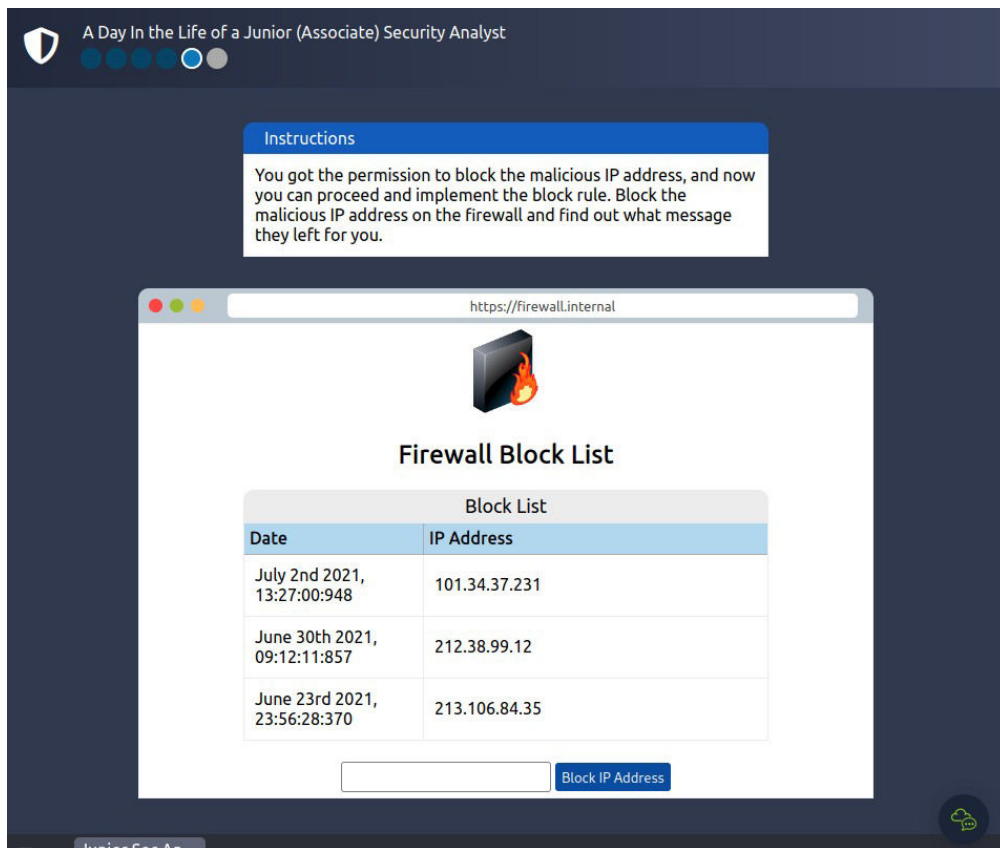 A Day In the Life of a Junior (Associate) Security Analyst
Instructions
You got the permission to block the malicious IP address, and now
you can proceed and implement the block rule. Block the
malicious IP address on the firewall and find out what message
they left for you.
https://firewall.internal
Firewall Block List
Block List
Date IP Address
July 2nd 2021,
13:27:00:948
101.34.37.231
June 30th 2021,
09:12:11:857
212.38.99.12
June 23rd 2021,
23:56:28:370
213.106.84.35
Block IP Address